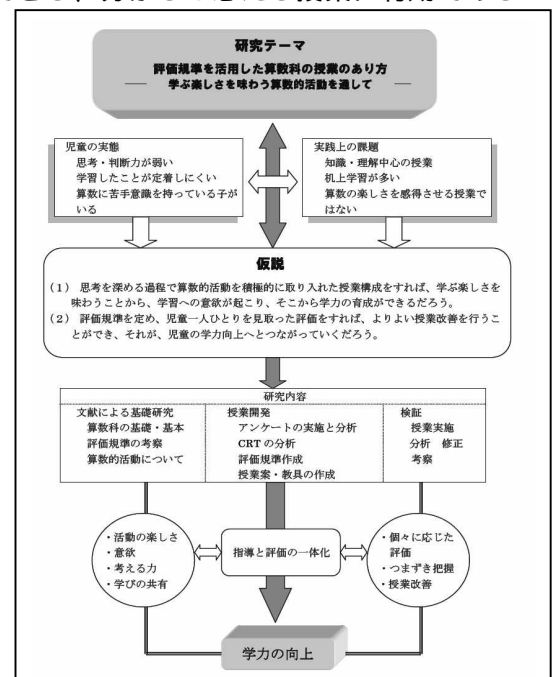 研究テーマ
評価規準を活用した算数科の授業のあり方
―― 学ぶ楽しさを味わう算数的活動を通して ――
児童の実態
思考・判断力が弱い
学習したことが定着しにくい
算数に苦手意識を持っている子が
いる
実践上の課題
知識・理解中心の授業
机上学習が多い
算数の楽しさを感得させる授業で
はない
仮説
(1) 思考を深める過程で算数的活動を積極的に取り入れた授業構成をすれば、学ぶ楽しさを
味わうことから、学習への意欲が起こり、そこから学力の育成ができるだろう。
(2) 評価規準を定め、児童一人ひとりを見取った評価をすれば、よりよい授業改善を行うこ
とができ、それが、児童の学力向上へとつながっていくだろう。
研究内容
文献による基礎研究
算数科の基礎・基本
評価規準の考察
算数的活動について
授業開発
アンケートの実施と分析
CRTの分析
評価規準作成
授業案・教具の作成
検証
授業実施
分析 修正
考察
・活動の楽しさ
・意欲
・考える力
・学びの共有
指導と評価の一体化
・個々に応じた
評価
・つまずき把握
・授業改善
学力の向上